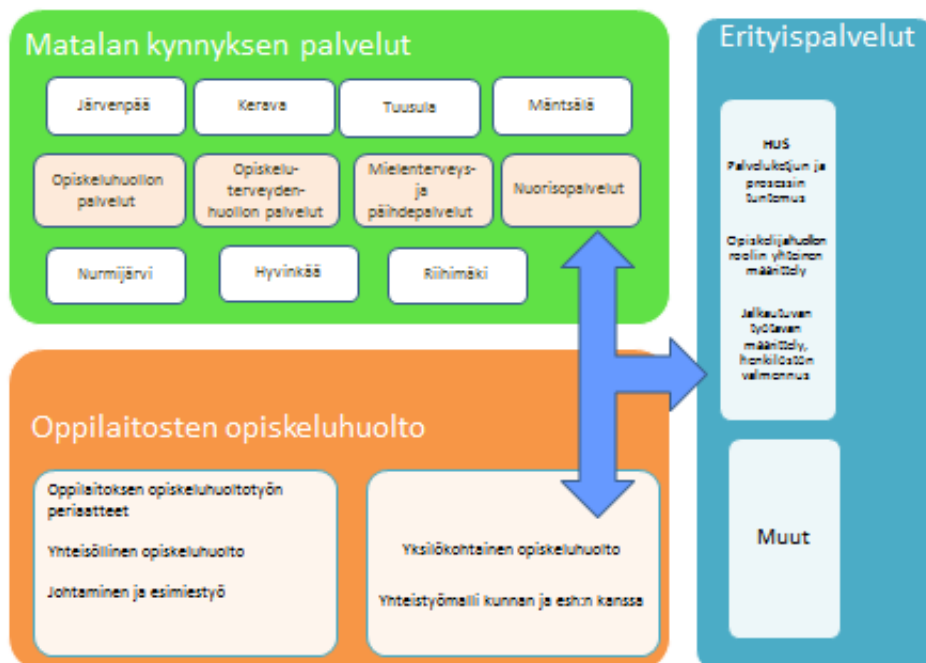 Matalan kynnyksen palvelut
Järvenpää
Kerava
Tuusula
Mäntsälä
Opiskeluhuollon
palvelut
Opiskelu-
terveyden-
huollon palvelut
Mielenterveys-
ja
päihdepalvelut
Nuorisopalvelut
Nurmijärvi
Hyvinkää
Riihimäki
Oppilaitosten opiskeluhuolto
Oppilaitoksen opiskeluhuoltotyön
periaatteet
Yhteisöllinen opiskeluhuolto
Johtaminen ja esimiestyö
Yksilökohtainen opiskeluhuolto
Yhteistyömalli kunnan ja esh:n kanssa
Erityispalvelut
HUS
Palveluketjun ja
prosessin
tuntemus
Opiskelijahuollon
roolin yhteinen
määrittely
Jalkautuvan
työtavan
määrittely,
henkilöstön
valmennus
Muut